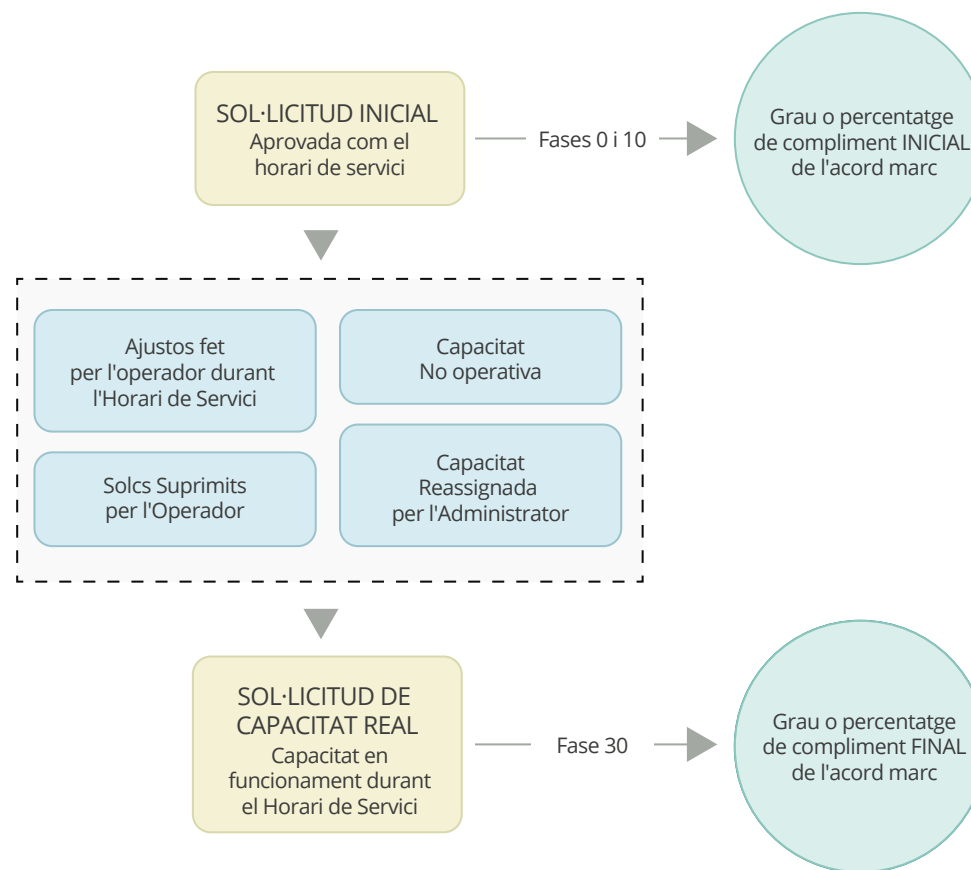 SOL·LICITUD INICIAL
Aprovada com el
horari de servici
Fases 0 i 10
Grau o percentatge
de compliment INICIAL
de l'acord marc
Ajustos fet
per l'operador durant
l'Horari de Servici
Capacitat
No operativa
Solcs Suprimits
per l'Operador
Capacitat
Reassignada
per l'Administrator
SOL·LICITUD DE
CAPACITAT REAL
Capacitat en
funcionament durant
el Horari de Servici
Fase 30
Grau o percentatge
de compliment FINAL
de l'acord marc